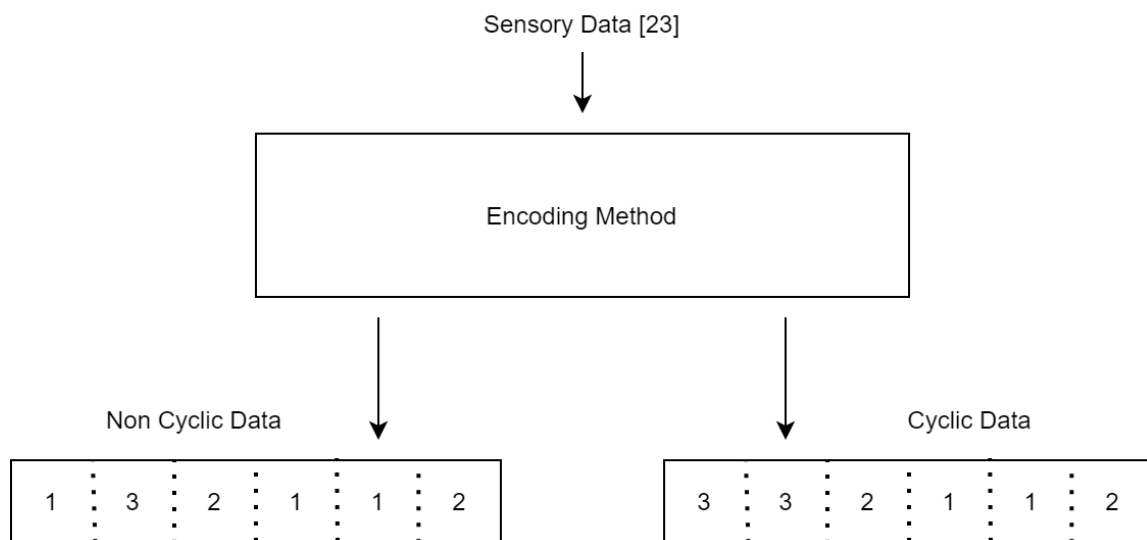 Sensory Data [23]
Encoding Method
Non Cyclic Data
Cyclic Data
1 3 2 1 1 2
3 3 2 1 1 2